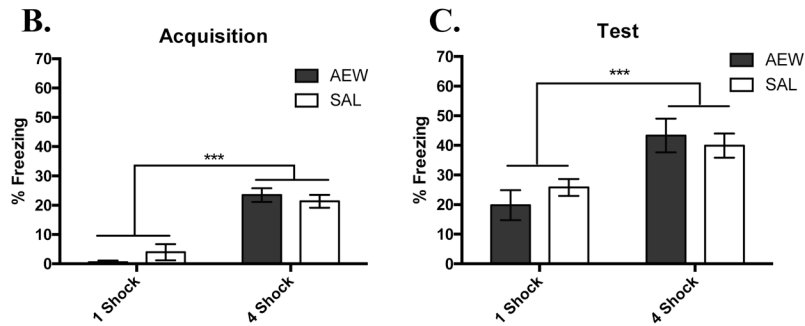 B.
Acquisition
% Freezing
70
60
50
40
30
20
10
0
AEW
SAL
***
1 Shock
4 Shock
C.
Test
% Freezing
70
60
50
40
30
20
10
0
AEW
SAL
***
1 Shock
4 Shock